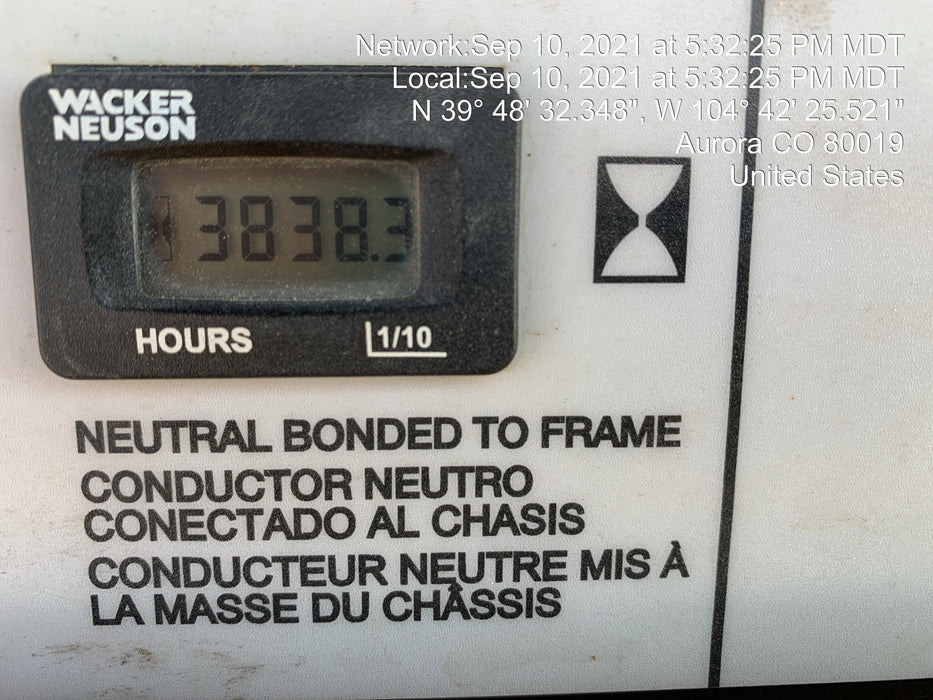 Network:Sep 10, 2021 at 5:32:25 PM MDT
Local:Sep 10, 2021 at 5:32:25 PM MDT
N 39° 48' 32.348", W 104° 42' 25.521"
Aurora CO 80019
United States
WACKER
NEUSON
3838.3
HOURS 1/10
NEUTRAL BONDED TO FRAME
CONDUCTOR NEUTRO
CONECTADO AL CHASIS
CONDUCTEUR NEUTRE MIS À
LA MASSE DU CHÂSSIS